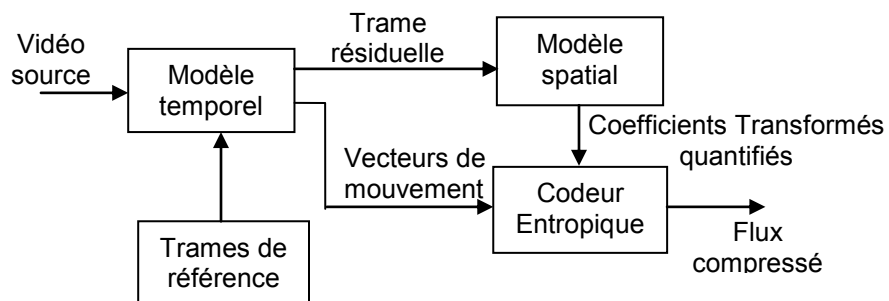 Vidéo
source
Modèle
temporel
Trame
résiduelle
Modèle
spatial
Coefficients Transformés
quantifiés
Vecteurs de
mouvement
Codeur
Entropique
Flux
compressé
Trames de
référence